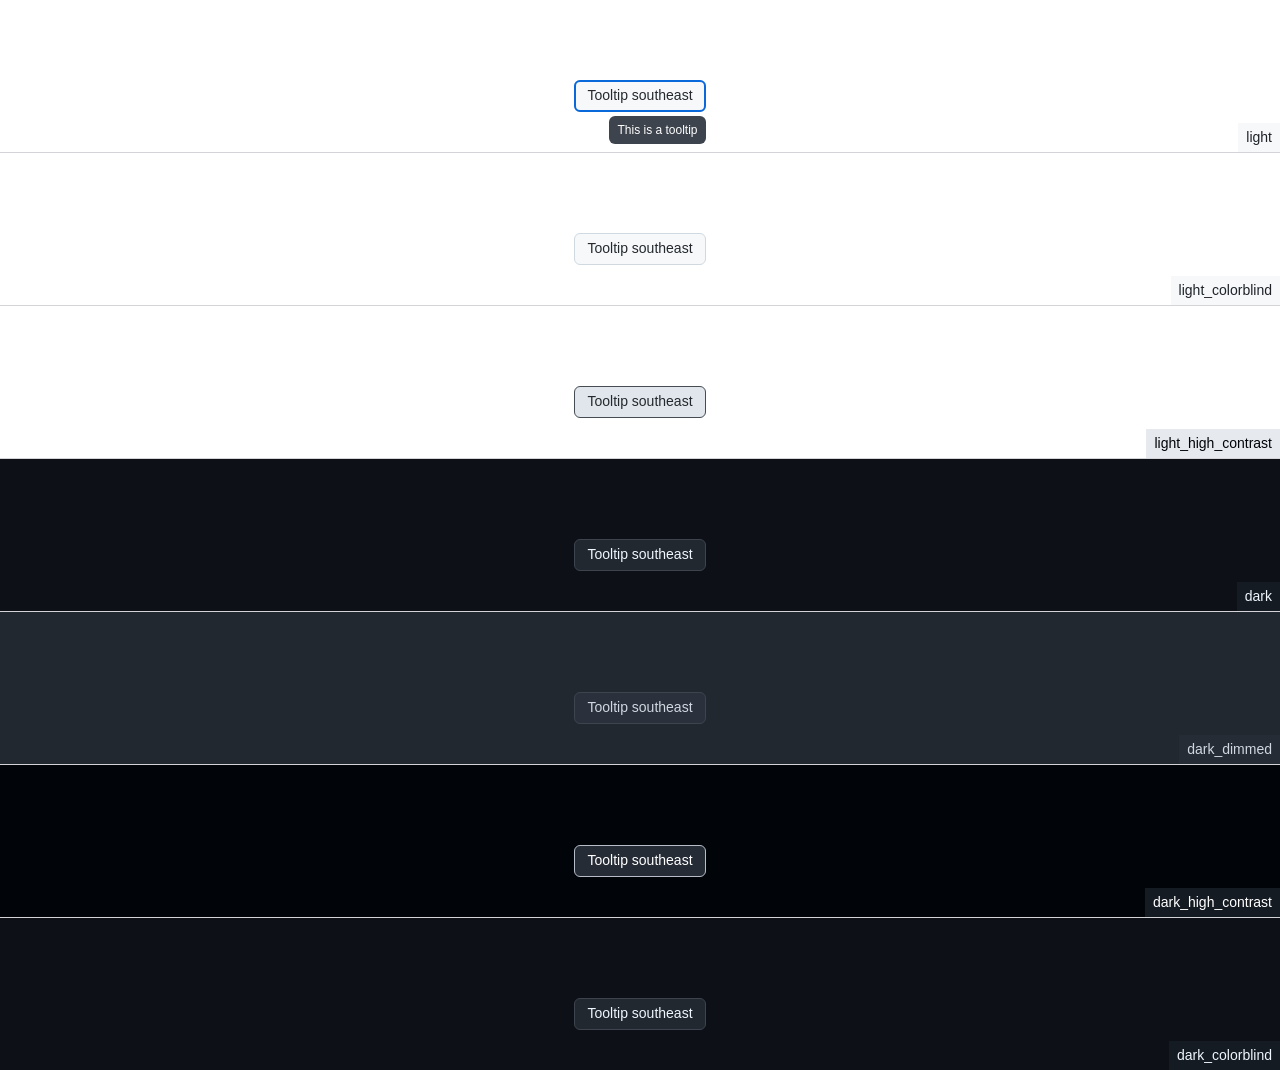 Tooltip southeast
This is a tooltip
light
Tooltip southeast
light_colorblind
Tooltip southeast
light_high_contrast
Tooltip southeast
dark
Tooltip southeast
dark_dimmed
Tooltip southeast
dark_high_contrast
Tooltip southeast
dark_colorblind